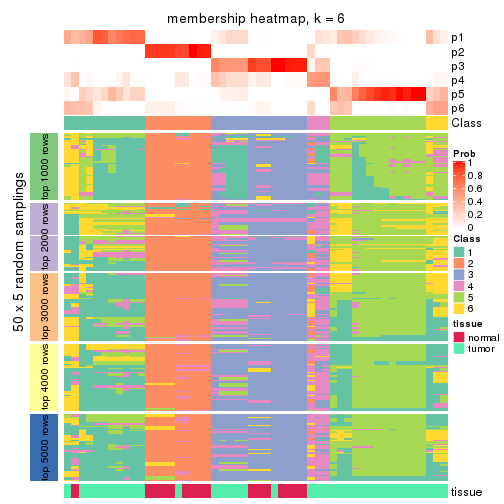 membership heatmap, k = 6
p1
p2
p3
p4
p5
p6
Class
50 x 5 random samplings
top 1000 rows
top 2000 rows
top 3000 rows
top 4000 rows
top 5000 rows
Prob
1
0.8
0.6
0.4
0.2
0
Class
1
2
3
4
5
6
tissue
normal
tumor
tissue